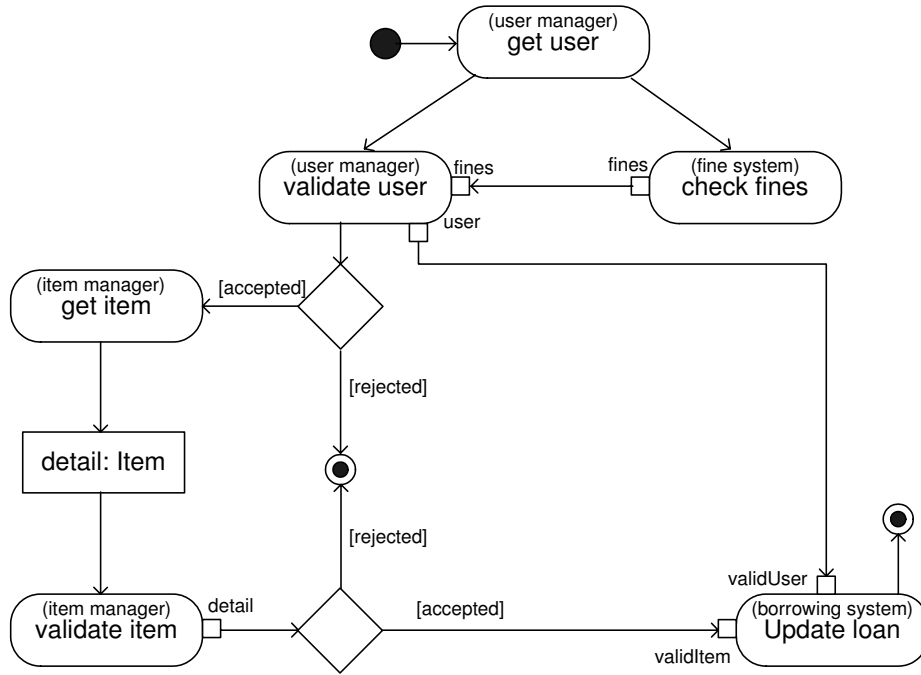 (user manager)
get user
(user manager)
validate user
fines
fines
(fine system)
check fines
user
(item manager)
get item
[accepted]
[rejected]
detail: Item
[rejected]
validUser
(item manager)
validate item
detail
[accepted]
validItem
(borrowing system)
Update loan